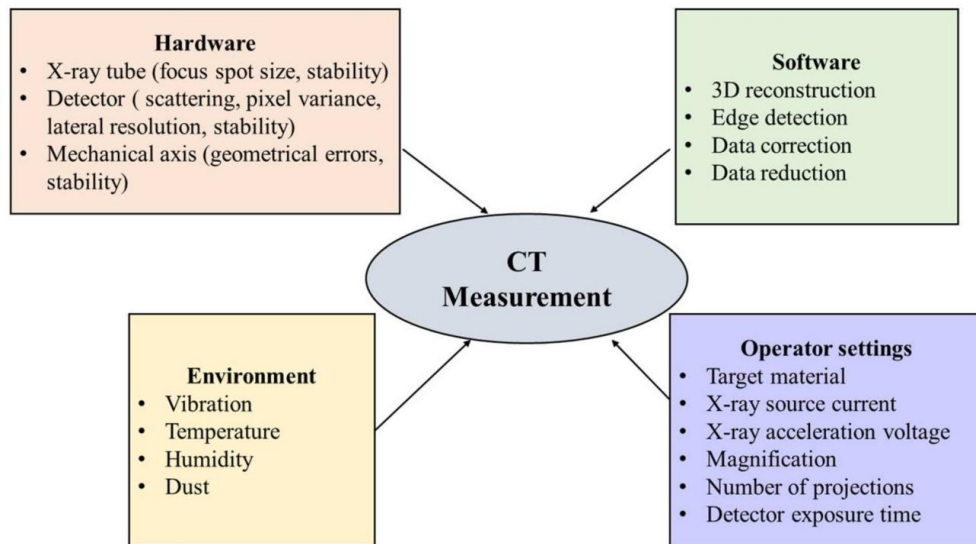 Hardware
• X-ray tube (focus spot size, stability)
• Detector ( scattering, pixel variance,
lateral resolution, stability)
• Mechanical axis (geometrical errors,
stability)
Software
• 3D reconstruction
• Edge detection
• Data correction
• Data reduction
CT
Measurement
Environment
• Vibration
• Temperature
• Humidity
• Dust
Operator settings
• Target material
• X-ray source current
• X-ray acceleration voltage
• Magnification
• Number of projections
• Detector exposure time